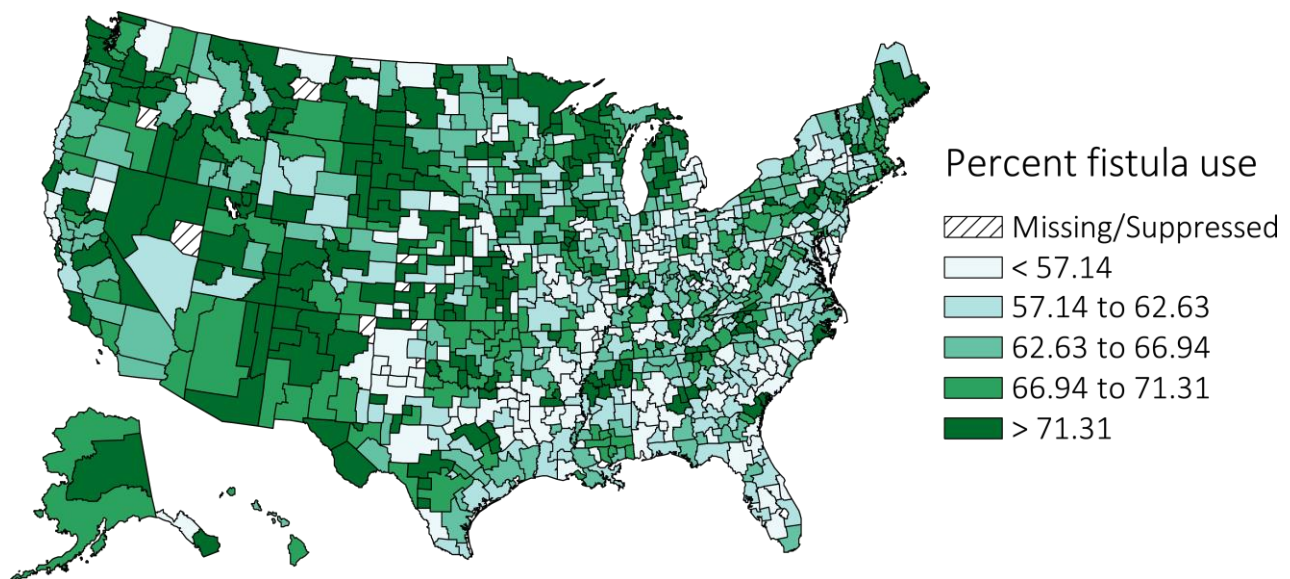 Percent fistula use
Missing/Suppressed
< 57.14
57.14 to 62.63
62.63 to 66.94
66.94 to 71.31
> 71.31